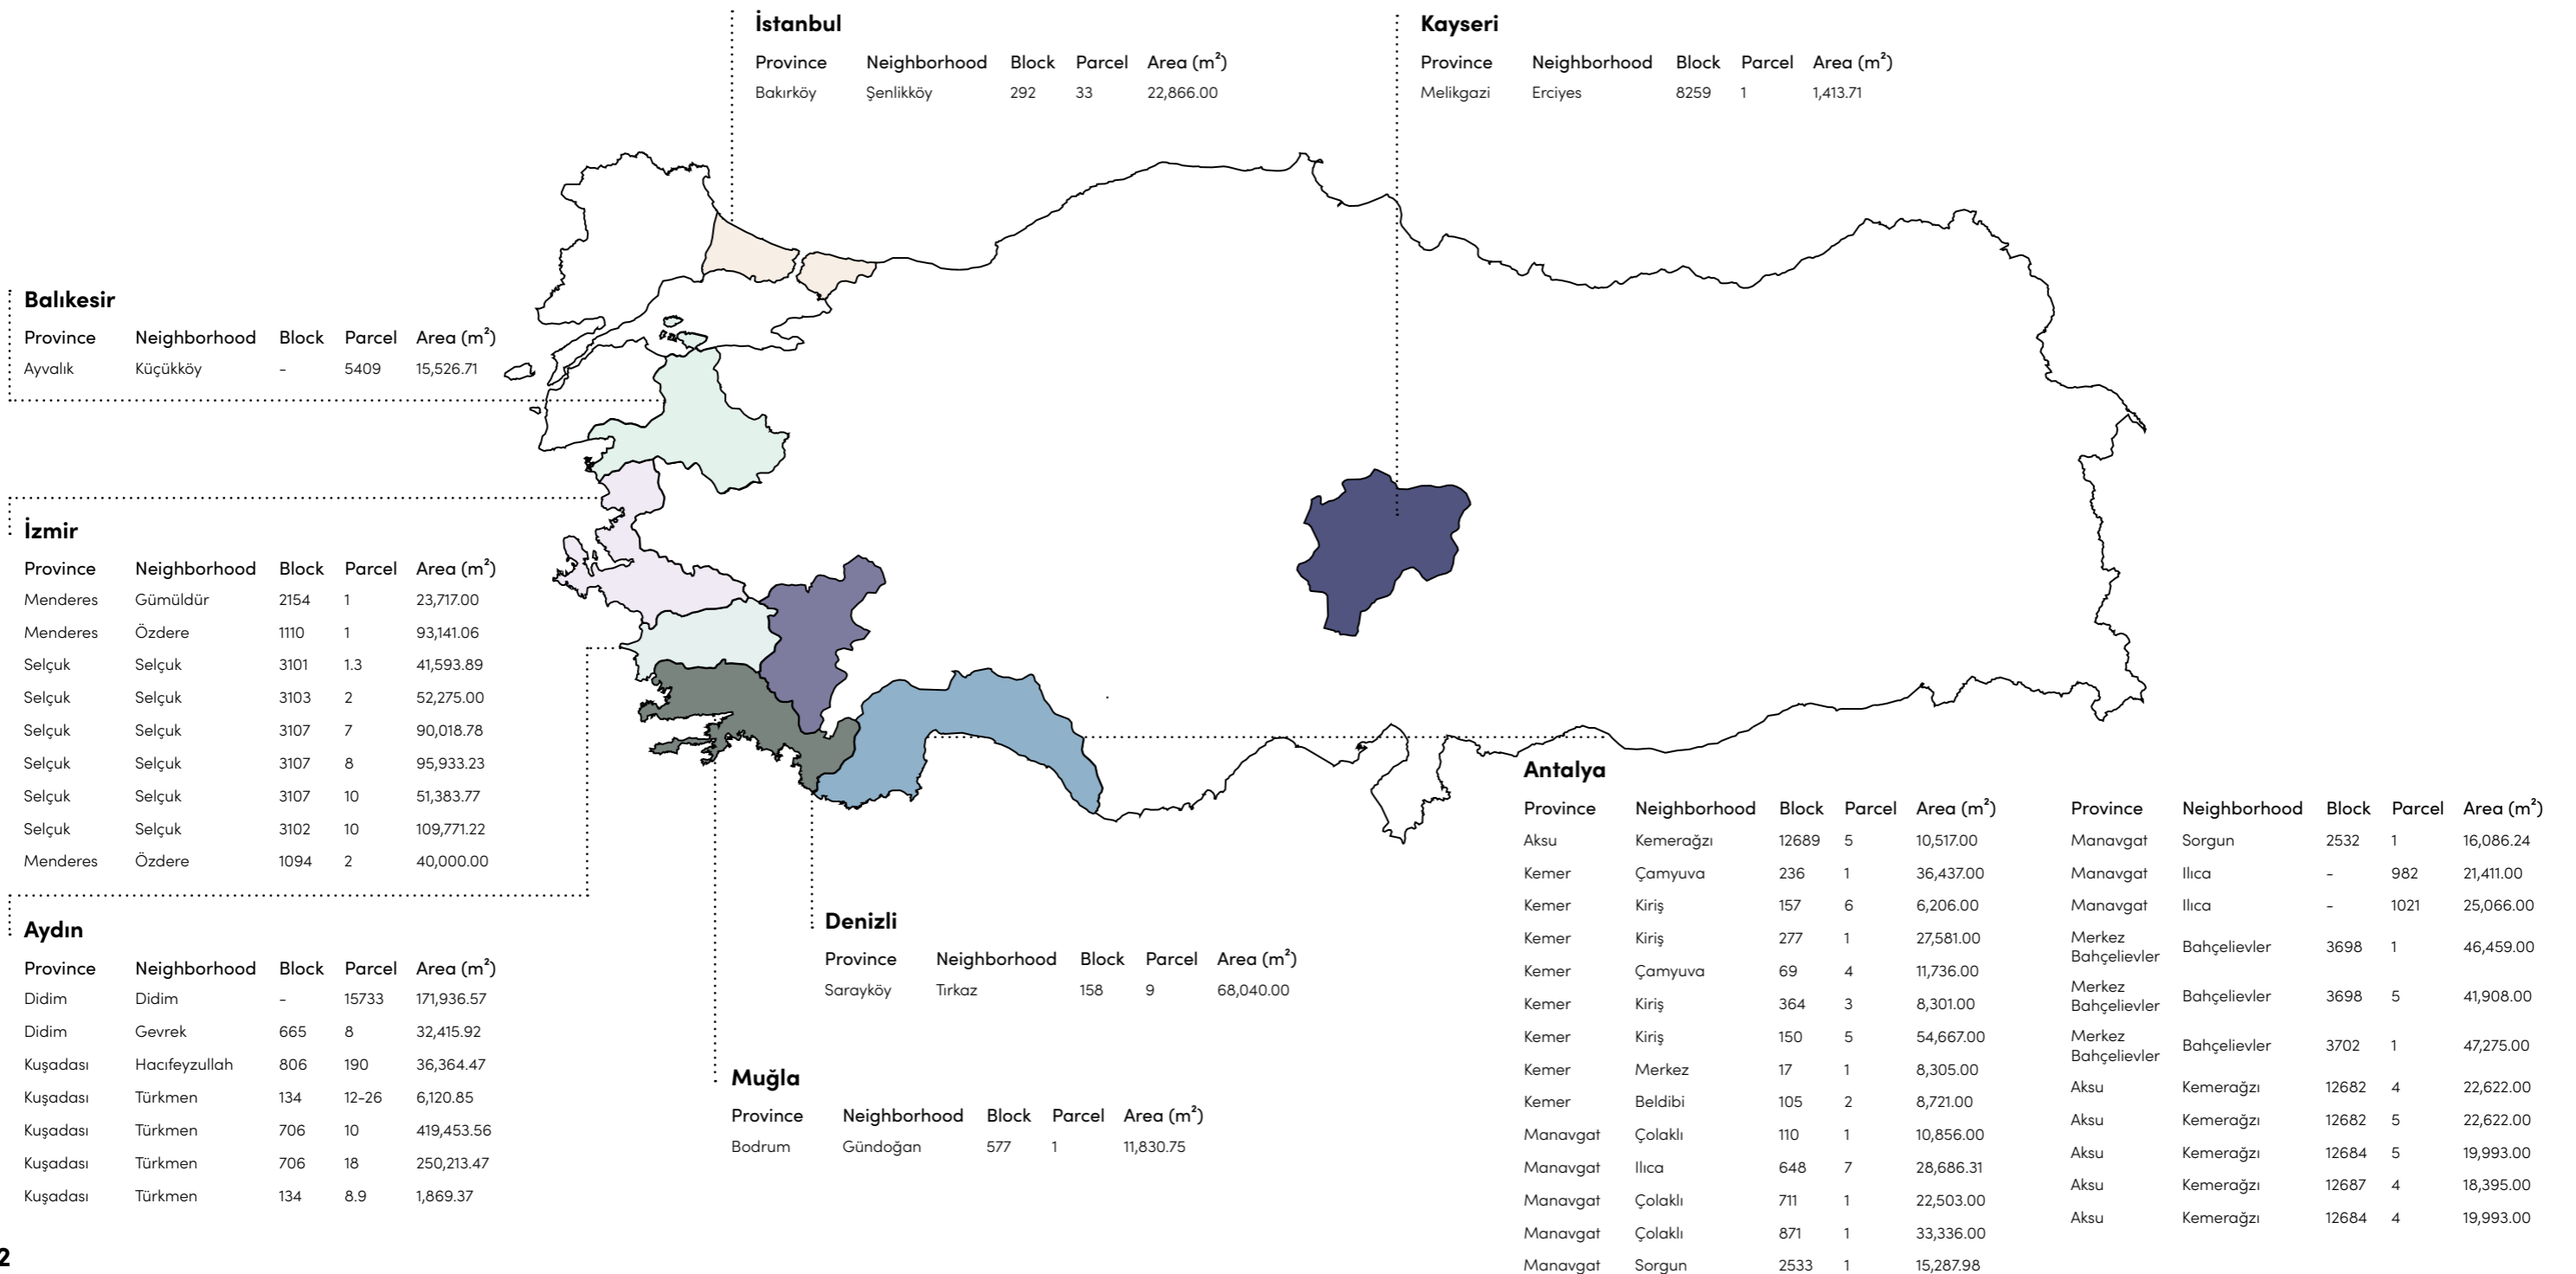 İstanbul
Province Neighborhood Block Parcel Area (m²)
Bakırköy Şenlikköy 292 33 22,866.00
Kayseri
Province Neighborhood Block Parcel Area (m²)
Melikgazi Erciyes 8259 1 1,413.71
Balıkesir
Province Neighborhood Block Parcel Area (m²)
Ayvalık Küçükköy - 5409 15,526.71
İzmir
Province Neighborhood Block Parcel Area (m²)
Menderes Gümüldür 2154 1 23,717.00
Menderes Özdere 1110 1 93,141.06
Selçuk Selçuk 3101 1.3 41,593.89
Selçuk Selçuk 3103 2 52,275.00
Selçuk Selçuk 3107 7 90,018.78
Selçuk Selçuk 3107 8 95,933.23
Selçuk Selçuk 3107 10 51,383.77
Selçuk Selçuk 3102 10 109,771.22
Menderes Özdere 1094 2 40,000.00
Aydın
Province Neighborhood Block Parcel Area (m²)
Didim Didim - 15733 171,936.57
Didim Gevrek 665 8 32,415.92
Kuşadası Hacıfeyzullah 806 190 36,364.47
Kuşadası Türkmen 134 12-26 6,120.85
Kuşadası Türkmen 706 10 419,453.56
Kuşadası Türkmen 706 18 250,213.47
Kuşadası Türkmen 134 8.9 1,869.37
Denizli
Province Neighborhood Block Parcel Area (m²)
Sarayköy Tırkaz 158 9 68,040.00
Muğla
Province Neighborhood Block Parcel Area (m²)
Bodrum Gündoğan 577 1 11,830.75
Antalya
Province Neighborhood Block Parcel Area (m²)
Aksu Kemerağzı 12689 5 10,517.00
Kemer Çamyuva 236 1 36,437.00
Kemer Kiriş 157 6 6,206.00
Kemer Kiriş 277 1 27,581.00
Kemer Çamyuva 69 4 11,736.00
Kemer Kiriş 364 3 8,301.00
Kemer Kiriş 150 5 54,667.00
Kemer Merkez 17 1 8,305.00
Kemer Beldibi 105 2 8,721.00
Manavgat Çolaklı 110 1 10,856.00
Manavgat Ilıca 648 7 28,686.31
Manavgat Çolaklı 711 1 22,503.00
Manavgat Çolaklı 871 1 33,336.00
Manavgat Sorgun 2533 1 15,287.98
Province Neighborhood Block Parcel Area (m²)
Manavgat Sorgun 2532 1 16,086.24
Manavgat Ilıca - 982 21,411.00
Manavgat Ilıca - 1021 25,066.00
Merkez
Bahçelievler Bahçelievler 3698 1 46,459.00
Merkez
Bahçelievler Bahçelievler 3698 5 41,908.00
Merkez
Bahçelievler Bahçelievler 3702 1 47,275.00
Aksu Kemerağzı 12682 4 22,622.00
Aksu Kemerağzı 12682 5 22,622.00
Aksu Kemerağzı 12684 5 19,993.00
Aksu Kemerağzı 12687 4 18,395.00
Aksu Kemerağzı 12684 4 19,993.00
2